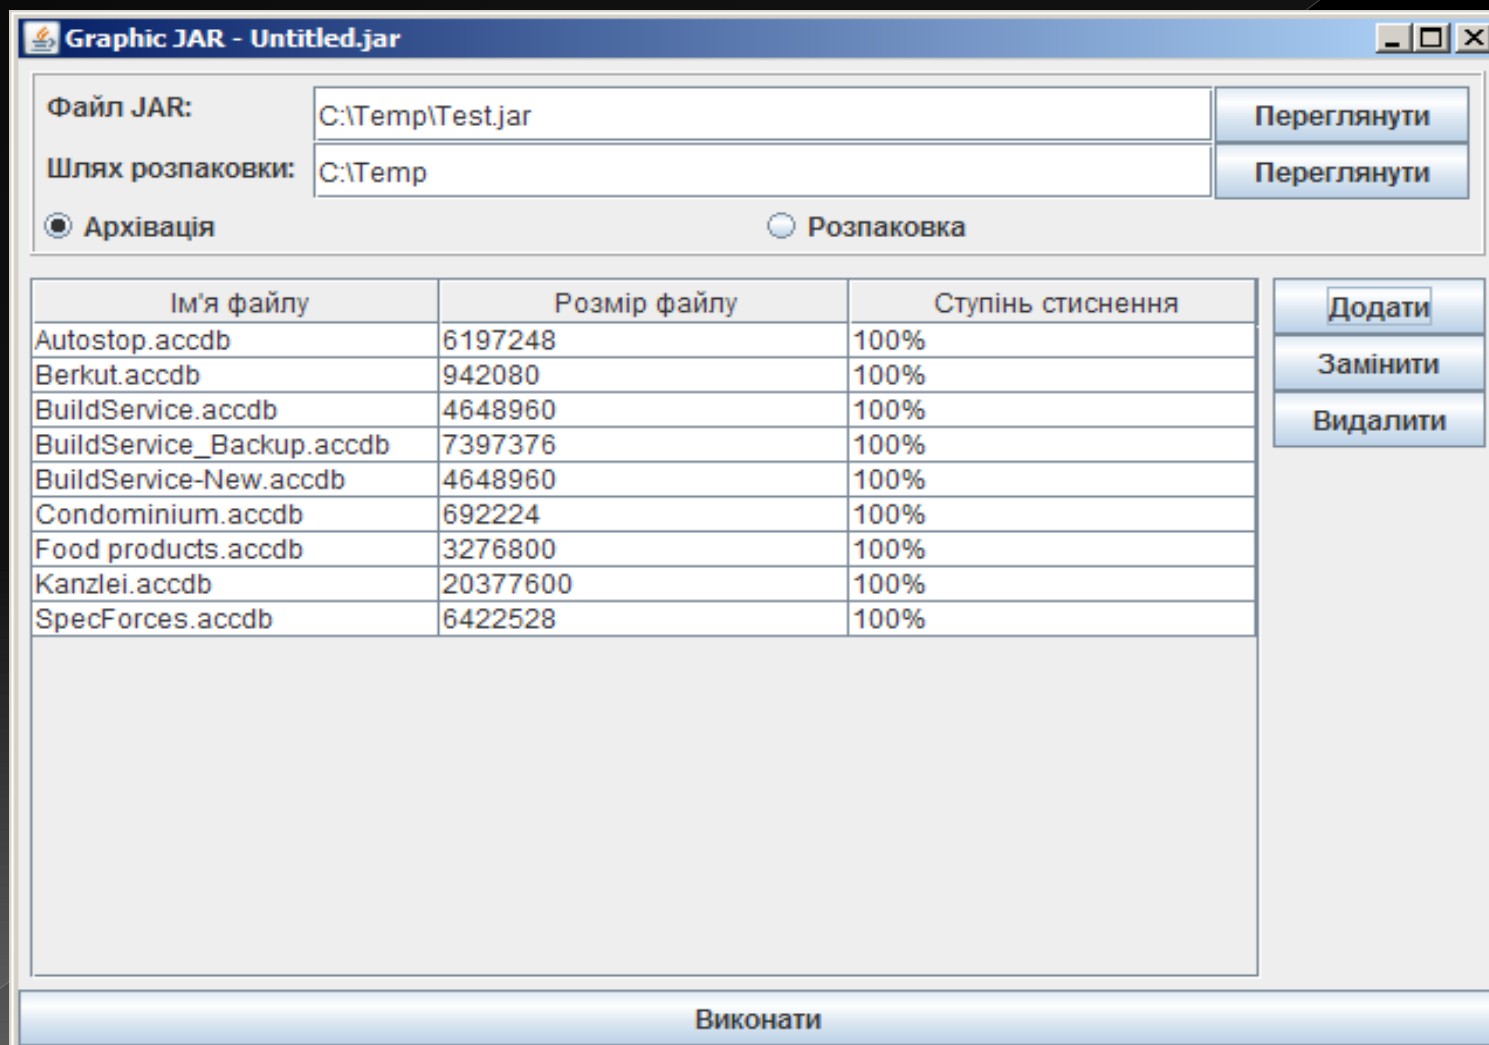 Graphic JAR - Untitled.jar
Файл JAR: C:\Temp\Test.jar Переглянути
Шлях розпаковки: C:\Temp Переглянути
Архівація Розпаковка
Ім'я файлу Розмір файлу Ступінь стиснення Додати
Autostop.accdb 6197248 100%
Berkut.accdb 942080 100% Замінити
BuildService.accdb 4648960 100% Видалити
BuildService_Backup.accdb 7397376 100%
BuildService-New.accdb 4648960 100%
Condominium.accdb 692224 100%
Food products.accdb 3276800 100%
Kanzlei.accdb 20377600 100%
SpecForces.accdb 6422528 100%
Виконати